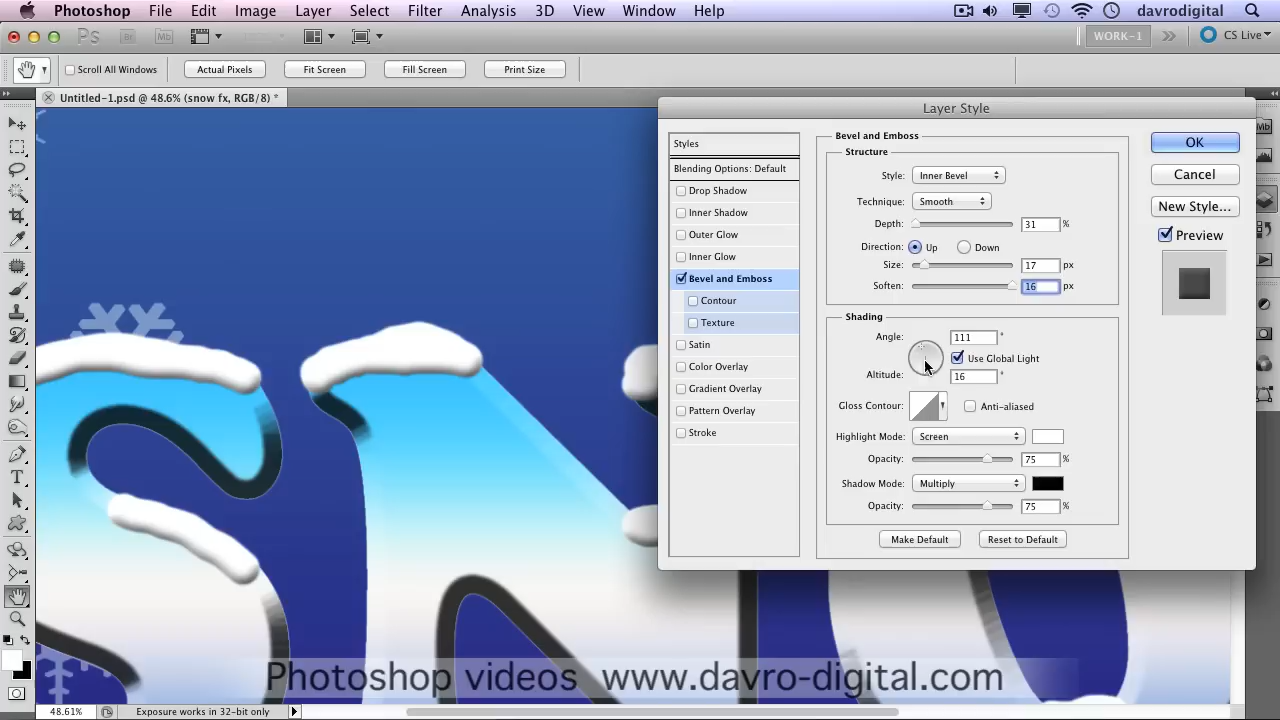 Photoshop File Edit Image Layer Select Filter Analysis 3D View Window Help davrodigital
Ps Br Mb 100% WORK-1 CS Live
Scroll All Windows Actual Pixels Fit Screen Fill Screen Print Size
Untitled-1.psd @ 48.6% (snow fx, RGB/8) *
Layer Style
Styles
Blending Options: Default
Drop Shadow
Inner Shadow
Outer Glow
Inner Glow
Bevel and Emboss
Contour
Texture
Satin
Color Overlay
Gradient Overlay
Pattern Overlay
Stroke
Bevel and Emboss
Structure
Style: Inner Bevel
Technique: Smooth
Depth: 31 %
Direction: Up Down
Size: 17 px
Soften: 16 px
Shading
Angle: 111 °
Use Global Light
Altitude: 16 °
Gloss Contour: Anti-aliased
Highlight Mode: Screen
Opacity: 75 %
Shadow Mode: Multiply
Opacity: 75 %
Make Default Reset to Default
OK
Cancel
New Style...
Preview
Mb
Photoshop videos www.davro-digital.com
48.61% Exposure works in 32-bit only